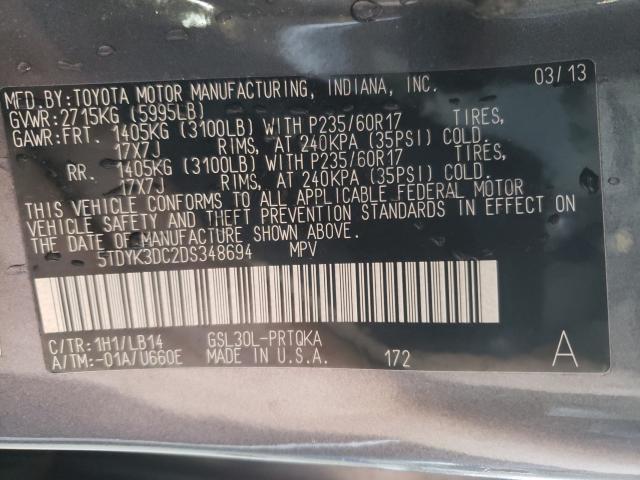 MFD.BY:TOYOTA MOTOR MANUFACTURING, INDIANA, INC. 03/13
GVWR:2715KG (5995LB)
GAWR:FRT. 1405KG (3100LB) WITH P235/60R17 TIRES,
17X7J RIMS, AT 240KPA (35PSI) COLD.
RR. 1405KG (3100LB) WITH P235/60R17 TIRES,
17X7J RIMS, AT 240KPA (35PSI) COLD.
THIS VEHICLE CONFORMS TO ALL APPLICABLE FEDERAL MOTOR
VEHICLE SAFETY AND THEFT PREVENTION STANDARDS IN EFFECT ON
THE DATE OF MANUFACTURE SHOWN ABOVE.
5TDYK3DC2DS348694 MPV
C/TR:1H1/LB14 GSL30L-PRTQKA
A/TM:-01A/U660E MADE IN U.S.A. 172 A